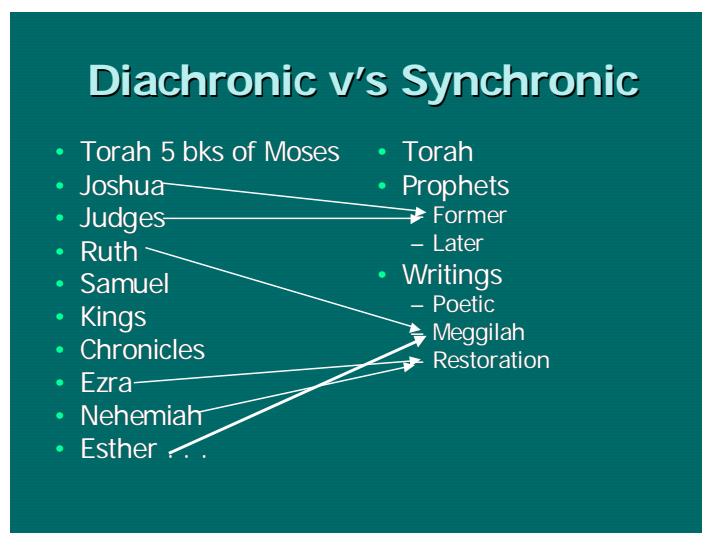 Diachronic v's Synchronic
• Torah 5 bks of Moses
• Joshua
• Judges
• Ruth
• Samuel
• Kings
• Chronicles
• Ezra
• Nehemiah
• Esther . . .
• Torah
• Prophets
– Former
– Later
• Writings
– Poetic
– Meggilah
– Restoration